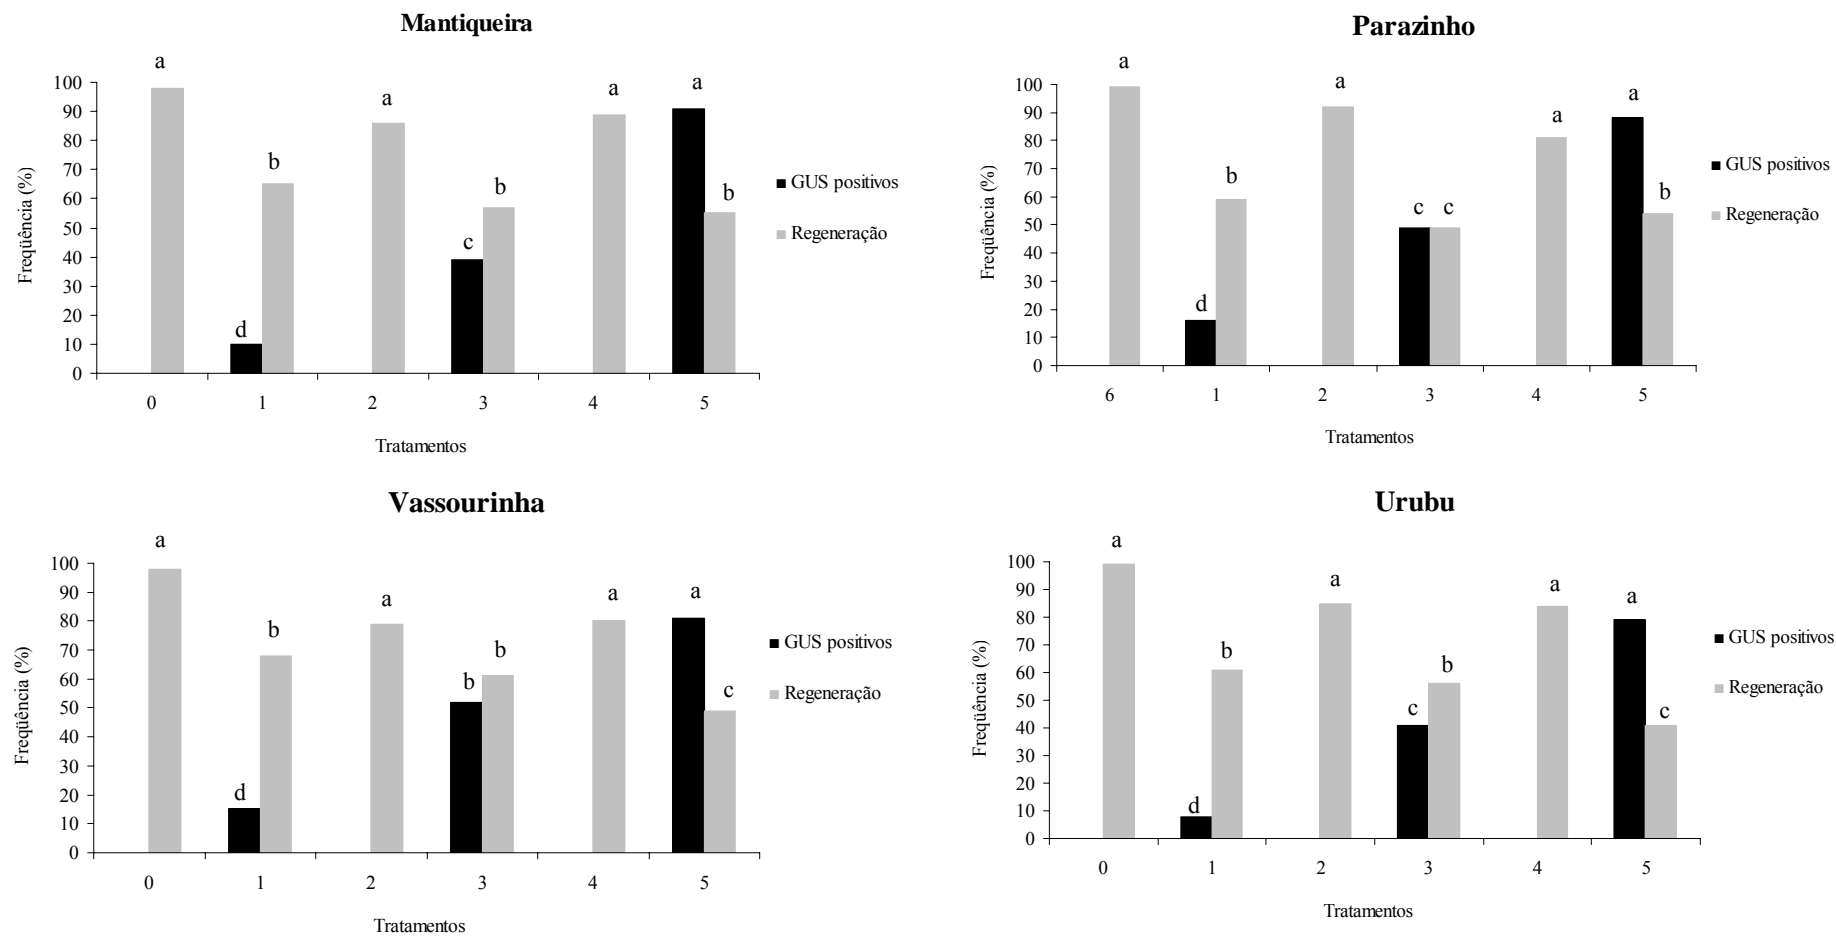 Mantiqueira
a
a
a
a
b
b
b
c
d
100
90
80
70
60
50
40
30
20
10
0
Freqüência (%)
0 1 2 3 4 5
Tratamentos
GUS positivos
Regeneração
Parazinho
a
a
a
a
b
b
c c
d
100
90
80
70
60
50
40
30
20
10
0
Freqüência (%)
6 1 2 3 4 5
Tratamentos
GUS positivos
Regeneração
Vassourinha
a
a
a
a
b
b
b
c
d
100
90
80
70
60
50
40
30
20
10
0
Freqüência (%)
0 1 2 3 4 5
Tratamentos
GUS positivos
Regeneração
Urubu
a
a
a
a
b
b
c
c
d
100
90
80
70
60
50
40
30
20
10
0
Freqüência (%)
0 1 2 3 4 5
Tratamentos
GUS positivos
Regeneração